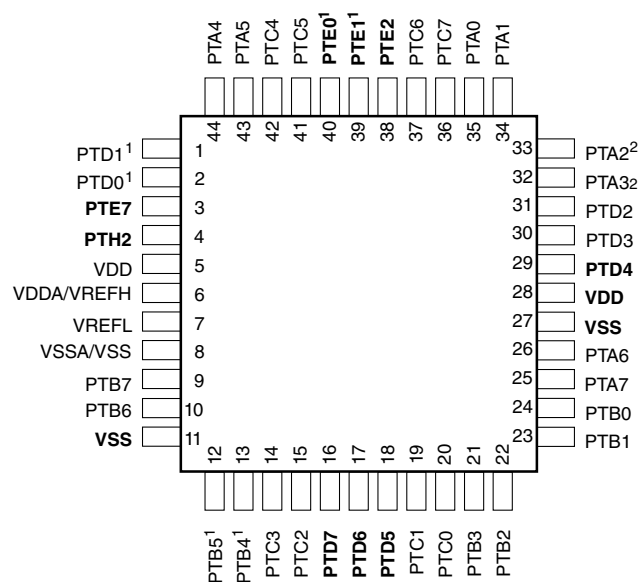 PTA4 PTA5 PTC4 PTC5 PTE0¹ PTE1¹ PTE2 PTC6 PTC7 PTA0 PTA1
44 43 42 41 40 39 38 37 36 35 34
PTD1¹ 1 33 PTA2²
PTD0¹ 2 32 PTA32
PTE7 3 31 PTD2
PTH2 4 30 PTD3
VDD 5 29 PTD4
VDDA/VREFH 6 28 VDD
VREFL 7 27 VSS
VSSA/VSS 8 26 PTA6
PTB7 9 25 PTA7
PTB6 10 24 PTB0
VSS 11 23 PTB1
12 13 14 15 16 17 18 19 20 21 22
PTB5¹ PTB4¹ PTC3 PTC2 PTD7 PTD6 PTD5 PTC1 PTC0 PTB3 PTB2